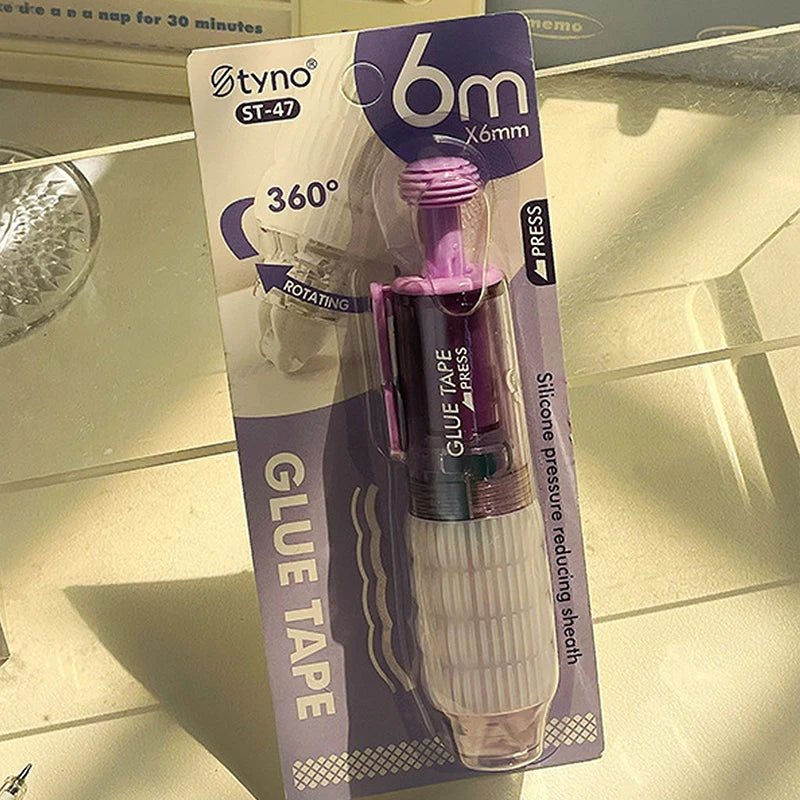 a nap for 30 minutes
memo
Styno®
ST-47
6m
X6mm
360°
ROTATING
PRESS
GLUE TAPE
PRESS
Silicone pressure reducing sheath
GLUE TAPE